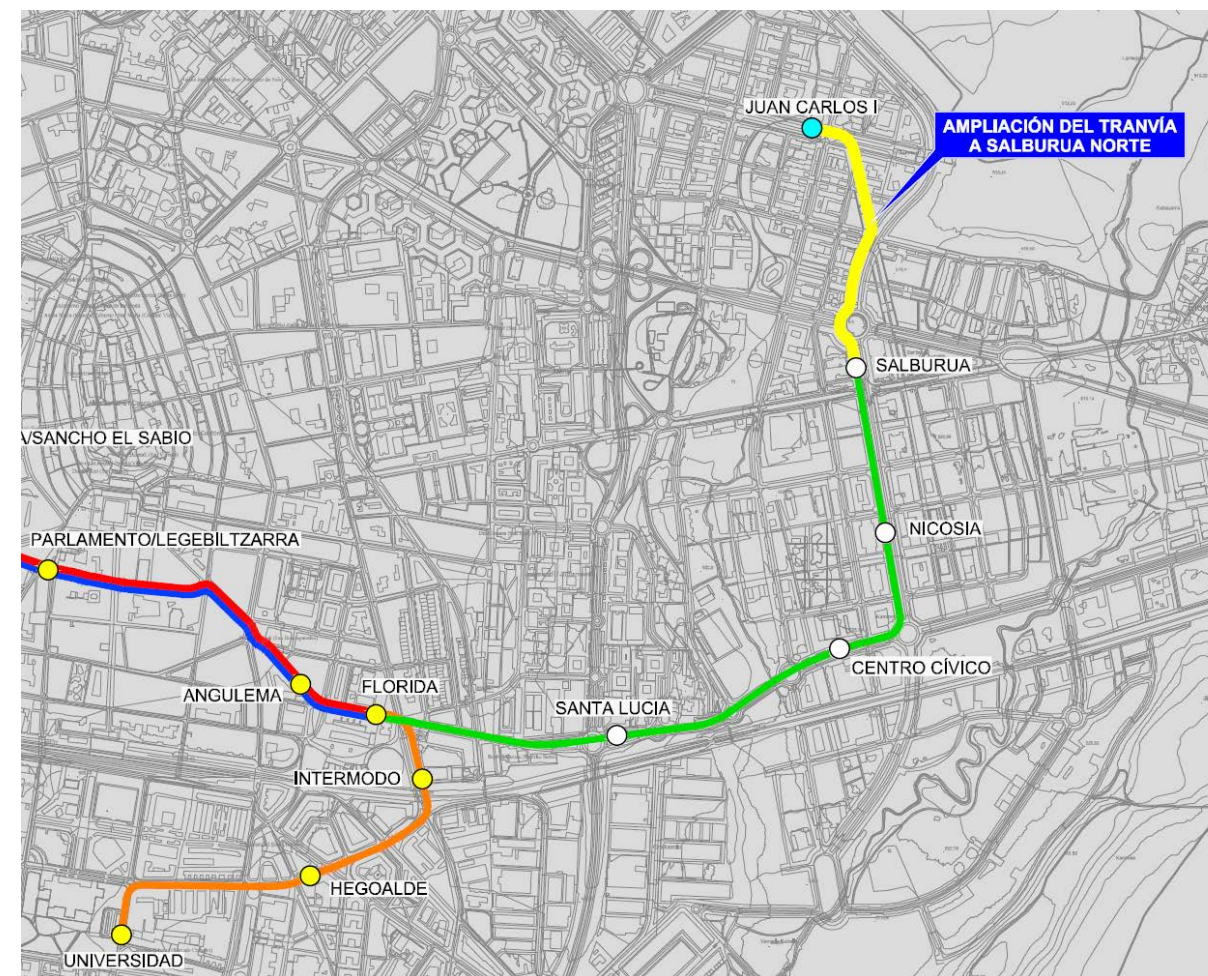 JUAN CARLOS I
AMPLIACIÓN DEL TRANVÍA
A SALBURUA NORTE
SALBURUA
A/SANCHO EL SABIO
NICOSIA
PARLAMENTO/LEGEBILTZARRA
CENTRO CÍVICO
ANGULEMA
FLORIDA
SANTA LUCIA
INTERMODO
HEGOALDE
UNIVERSIDAD